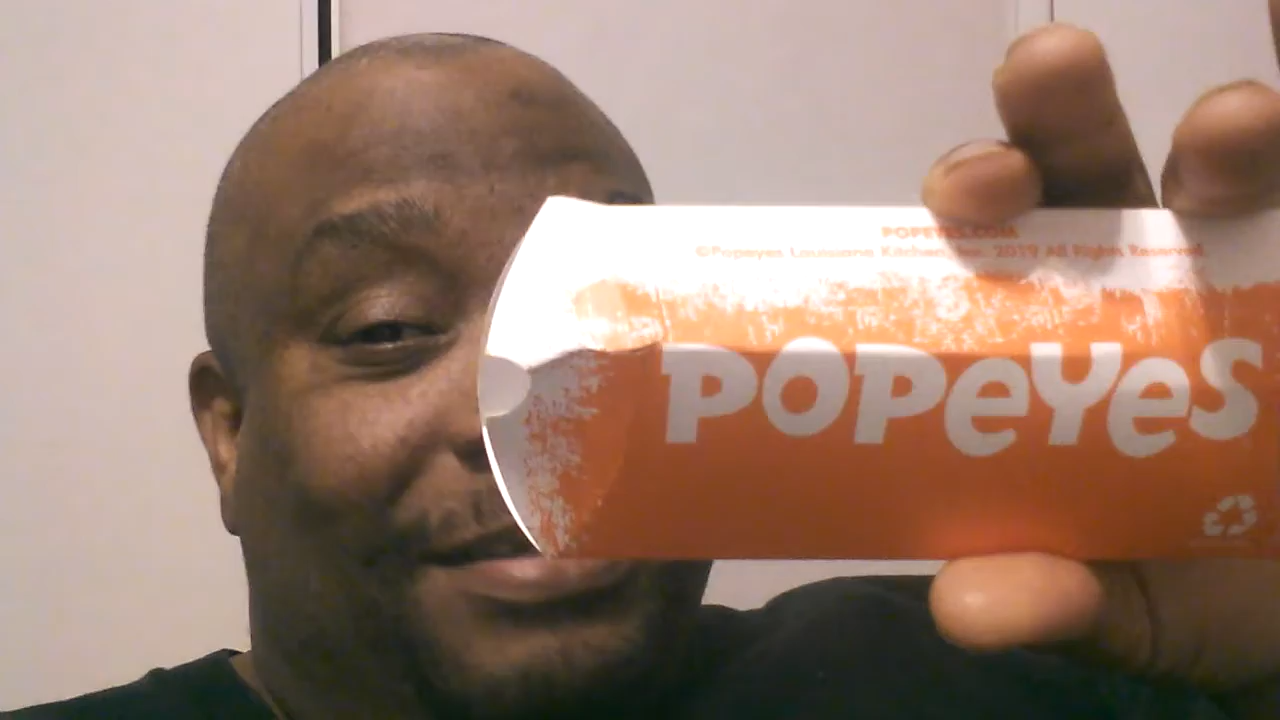 POPEYES.COM
©Popeyes Louisiana Kitchen, Inc. 2019 All Rights Reserved
POPEYES